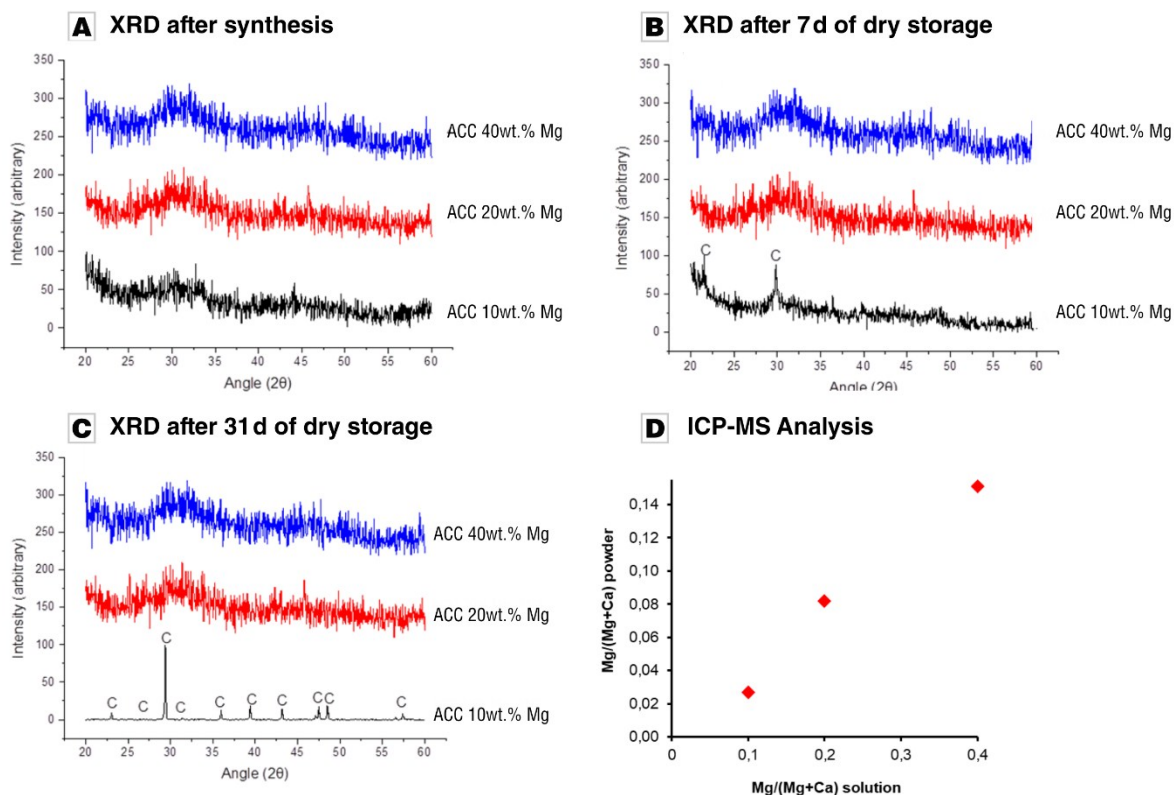 A XRD after synthesis
Intensity (arbitrary)
350
300
250
200
150
100
50
0
ACC 40wt.% Mg
ACC 20wt.% Mg
ACC 10wt.% Mg
20 25 30 35 40 45 50 55 60
Angle (2θ)
B XRD after 7 d of dry storage
Intensity (arbitrary)
350
300
250
200
150
100
50
0
ACC 40wt.% Mg
ACC 20wt.% Mg
C C
ACC 10wt.% Mg
20 25 30 35 40 45 50 55 60
Angle (2θ)
C XRD after 31 d of dry storage
Intensity (arbitrary)
350
300
250
200
150
100
50
0
ACC 40wt.% Mg
ACC 20wt.% Mg
C
C C C C C C C C C
ACC 10wt.% Mg
20 25 30 35 40 45 50 55 60
Angle (2θ)
D ICP-MS Analysis
Mg/(Mg+Ca) powder
0,14
0,12
0,10
0,08
0,06
0,04
0,02
0,00
0 0,1 0,2 0,3 0,4
Mg/(Mg+Ca) solution